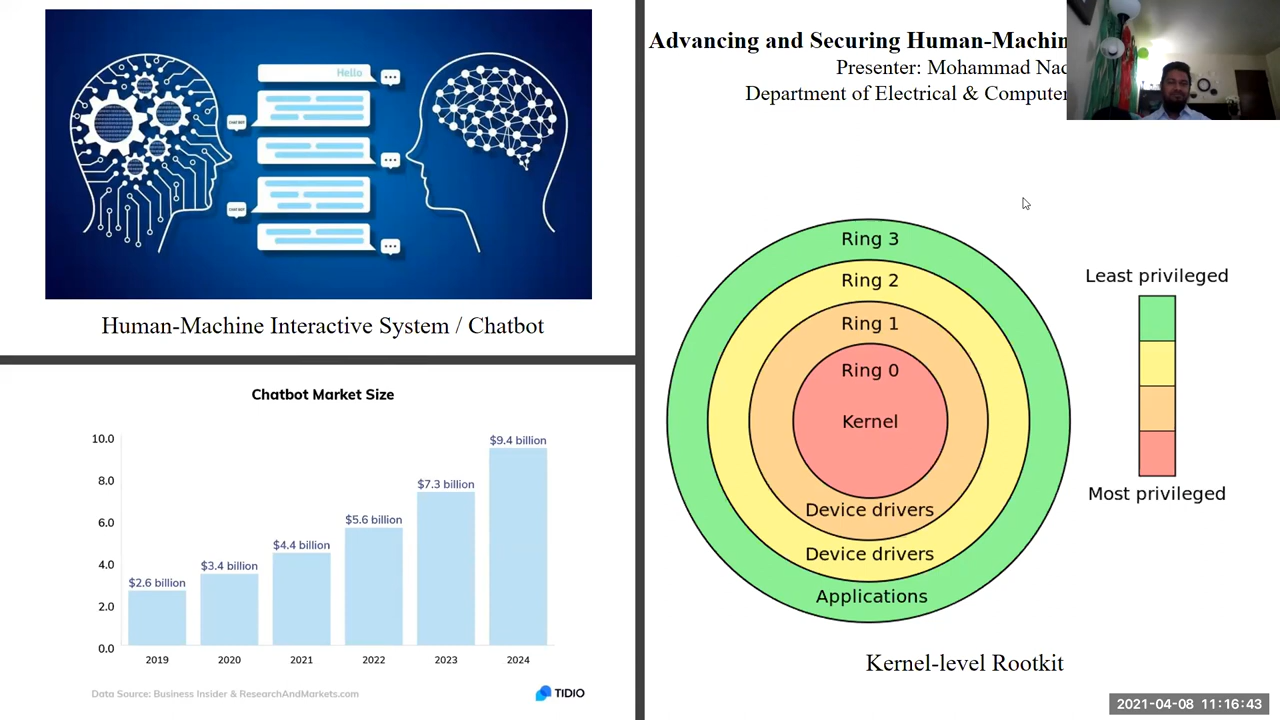 Hello
CHAT BOT
CHAT BOT
Human-Machine Interactive System / Chatbot
Chatbot Market Size
10.0
8.0
6.0
4.0
2.0
0.0
$2.6 billion
$3.4 billion
$4.4 billion
$5.6 billion
$7.3 billion
$9.4 billion
2019 2020 2021 2022 2023 2024
Data Source: Business Insider & ResearchAndMarkets.com
TIDIO
Advancing and Securing Human-Machin
Presenter: Mohammad Nad
Department of Electrical & Computer
Ring 3
Ring 2
Ring 1
Ring 0
Kernel
Device drivers
Device drivers
Applications
Least privileged
Most privileged
Kernel-level Rootkit
2021-04-08 11:16:43